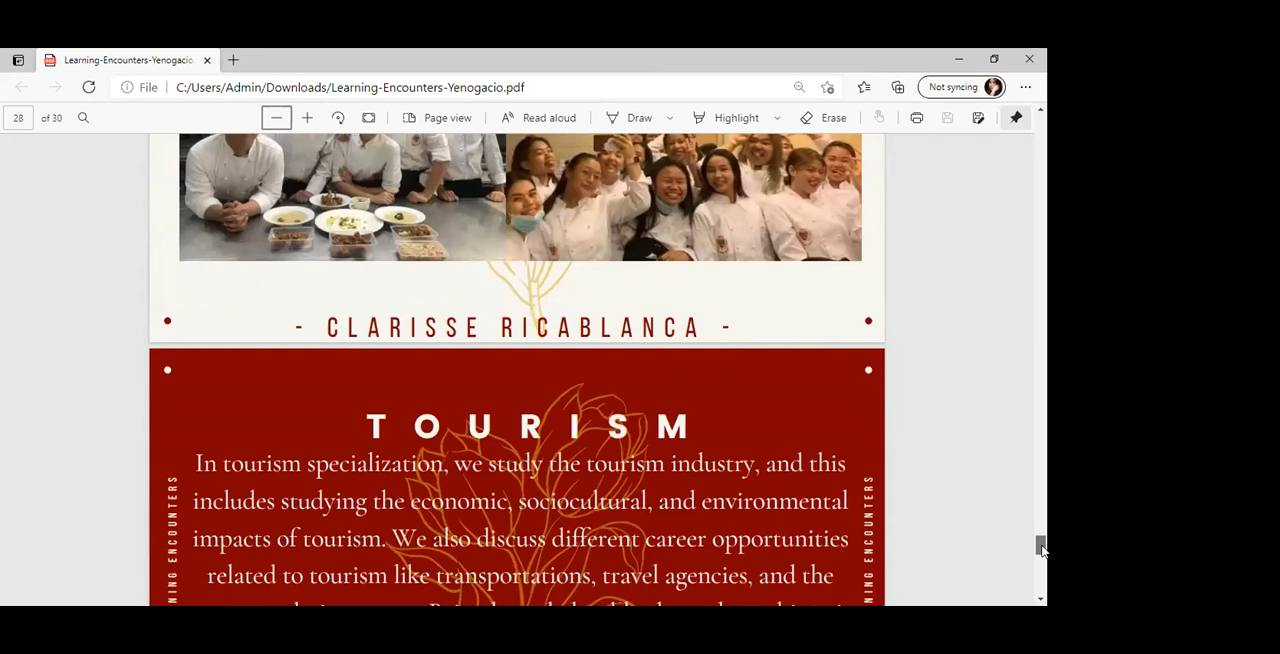 Learning-Encounters-Yenogacio.
File
C:/Users/Admin/Downloads/Learning-Encounters-Yenogacio.pdf
Not syncing
28 of 30
Page view
Read aloud
Draw
Highlight
Erase
- CLARISSE RICABLANCA -
TOURISM
In tourism specialization, we study the tourism industry, and this
includes studying the economic, sociocultural, and environmental
impacts of tourism. We also discuss different career opportunities
related to tourism like transportations, travel agencies, and the
NING ENCOUNTERS
NING ENCOUNTERS